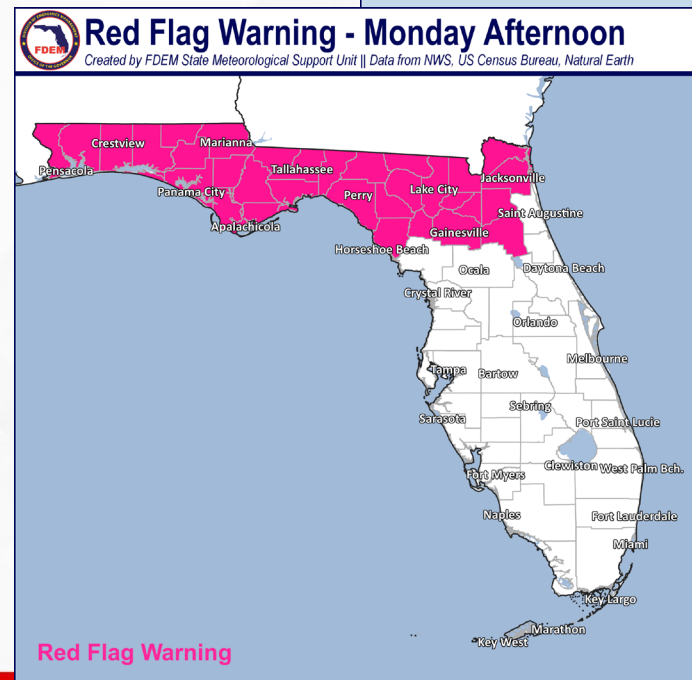 FDEM
Red Flag Warning - Monday Afternoon
Created by FDEM State Meteorological Support Unit || Data from NWS, US Census Bureau, Natural Earth
Crestview
Marianna
Pensacola
Tallahassee
Jacksonville
Panama City
Perry
Lake City
Saint Augustine
Apalachicola
Gainesville
Horseshoe Beach
Ocala
Daytona Beach
Crystal River
Orlando
Melbourne
Tampa
Bartow
Sebring
Sarasota
Port Saint Lucie
Clewiston
West Palm Bch.
Fort Myers
Naples
Fort Lauderdale
Miami
Key Largo
Marathon
Key West
Red Flag Warning